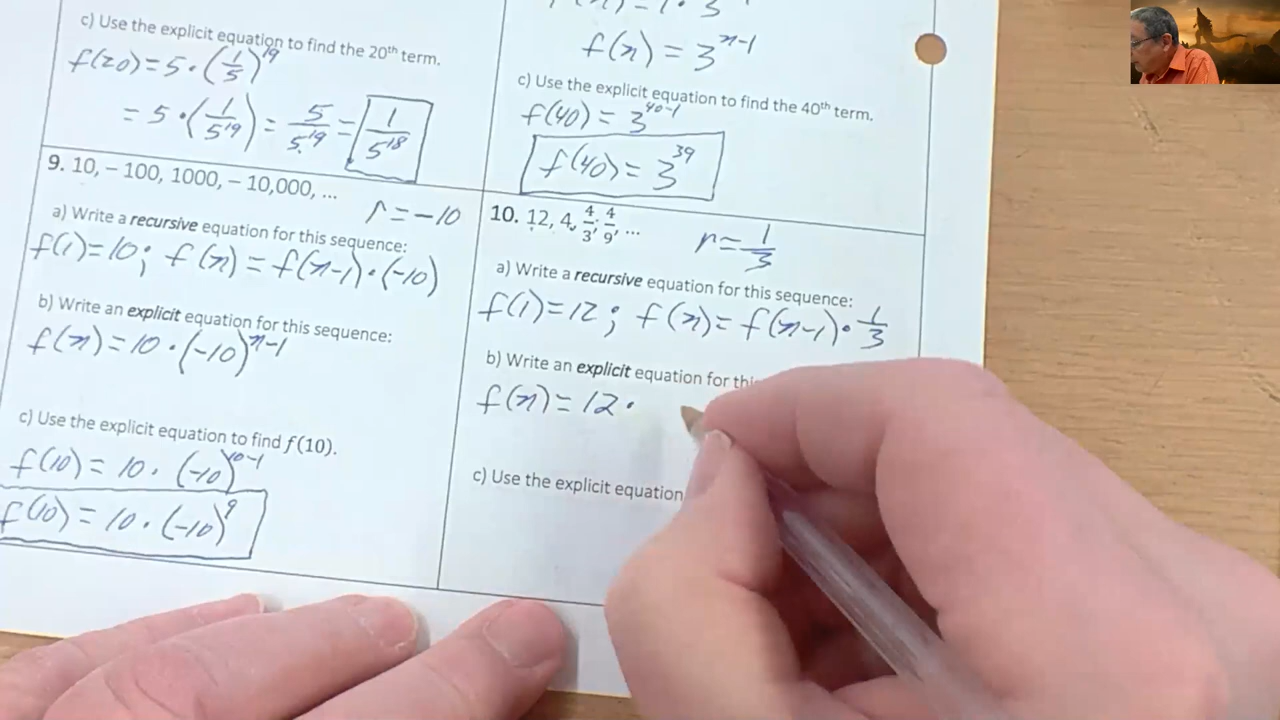 c) Use the explicit equation to find the 20th term.
f(20) = 5 · (1/5)^19
= 5 · (1/5^19) = 5/5^19 = 1/5^18
f(n) = 3^n-1
c) Use the explicit equation to find the 40th term.
f(40) = 3^40-1
f(40) = 3^39
9. 10, – 100, 1000, – 10,000, ...
r = -10
a) Write a recursive equation for this sequence:
f(1) = 10; f(n) = f(n-1) · (-10)
b) Write an explicit equation for this sequence:
f(n) = 10 · (-10)^n-1
c) Use the explicit equation to find f(10).
f(10) = 10 · (-10)^10-1
f(10) = 10 · (-10)^9
10. 12, 4, 4/3, 4/9, ...
r = 1/3
a) Write a recursive equation for this sequence:
f(1) = 12; f(n) = f(n-1) · 1/3
b) Write an explicit equation for
f(n) = 12 ·
c) Use the explicit equation